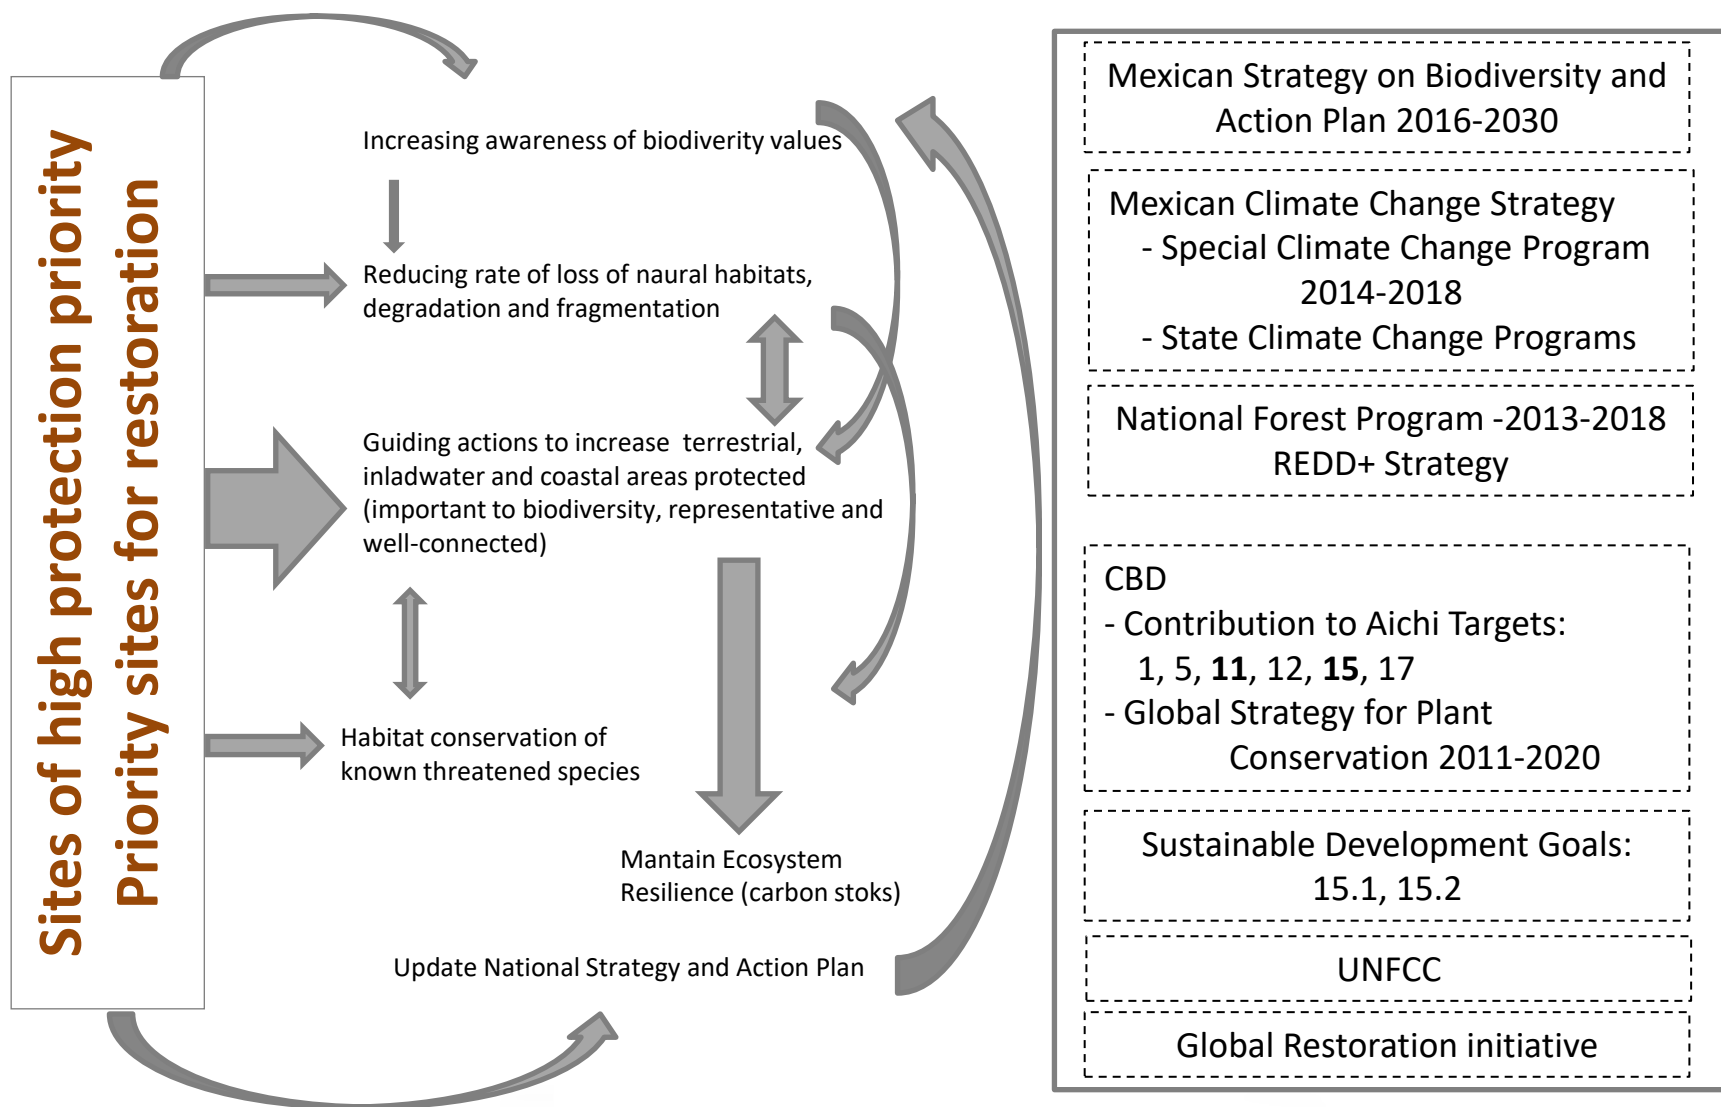 Sites of high protection priority
Priority sites for restoration
Increasing awareness of biodiverity values
Reducing rate of loss of naural habitats,
degradation and fragmentation
Guiding actions to increase terrestrial,
inladwater and coastal areas protected
(important to biodiversity, representative and
well-connected)
Habitat conservation of
known threatened species
Mantain Ecosystem
Resilience (carbon stoks)
Update National Strategy and Action Plan
Mexican Strategy on Biodiversity and
Action Plan 2016-2030
Mexican Climate Change Strategy
- Special Climate Change Program
2014-2018
- State Climate Change Programs
National Forest Program -2013-2018
REDD+ Strategy
CBD
- Contribution to Aichi Targets:
1, 5, 11, 12, 15, 17
- Global Strategy for Plant
Conservation 2011-2020
Sustainable Development Goals:
15.1, 15.2
UNFCC
Global Restoration initiative